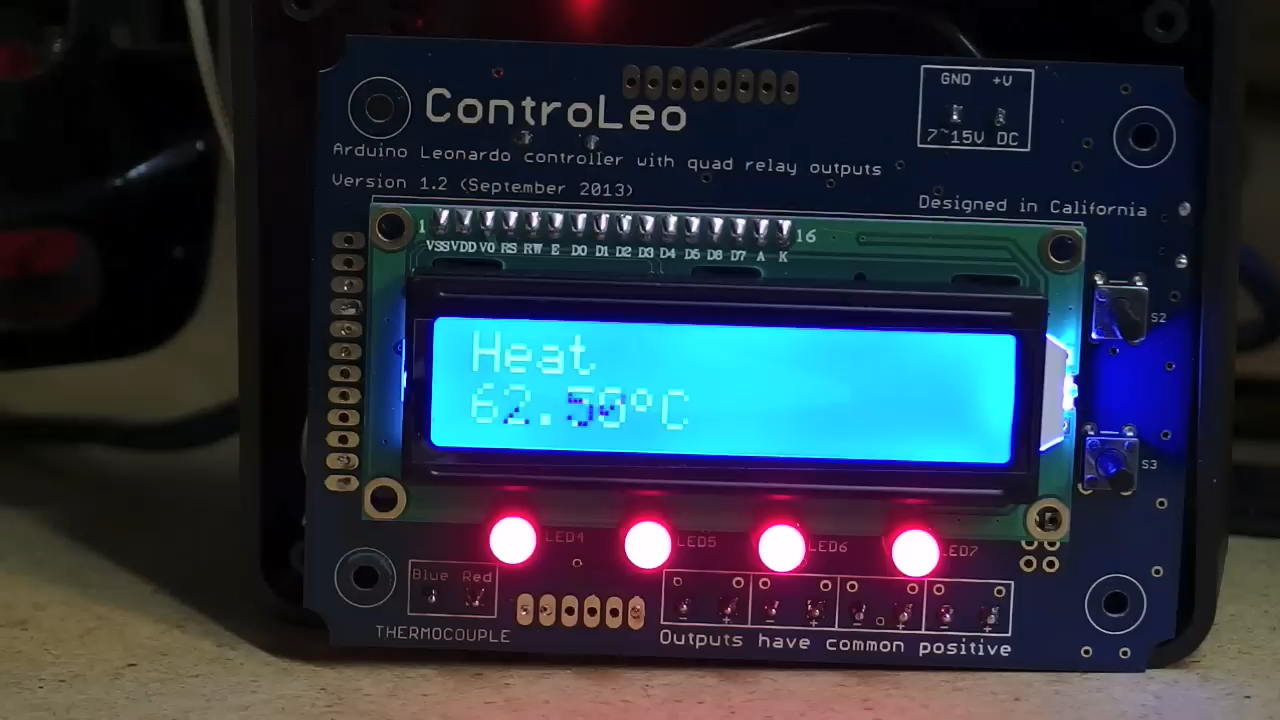 ControLeo
GND +V
7~15V DC
Arduino Leonardo controller with quad relay outputs
Version 1.2 (September 2013)
Designed in California
1 16
VSS VDD V0 RS RW E D0 D1 D2 D3 D4 D5 D6 D7 A K
S2
Heat
S3
LED4 LED5 LED6 LED7
Blue Red
- + - + - + - +
THERMOCOUPLE
Outputs have common positive